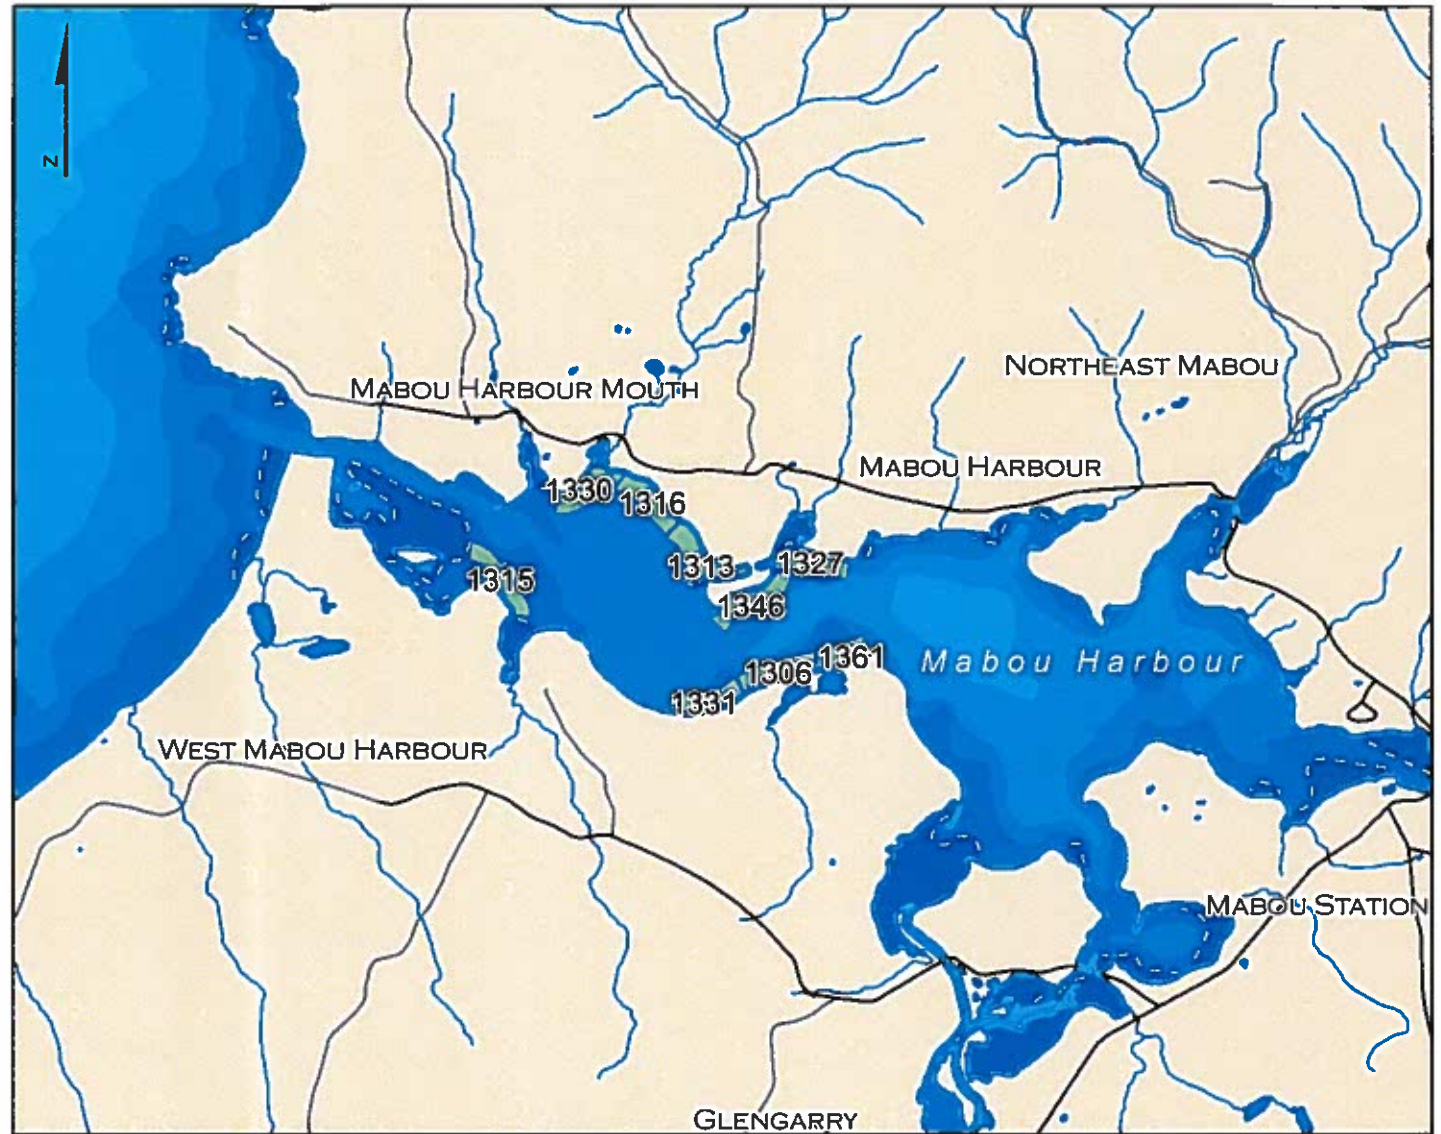 N
NORTHEAST MABOU
MABOU HARBOUR MOUTH
MABOU HARBOUR
1330
1316
1313
1327
1315
1346
1361
Mabou Harbour
1306
1331
WEST MABOU HARBOUR
MABOU STATION
GLENGARRY